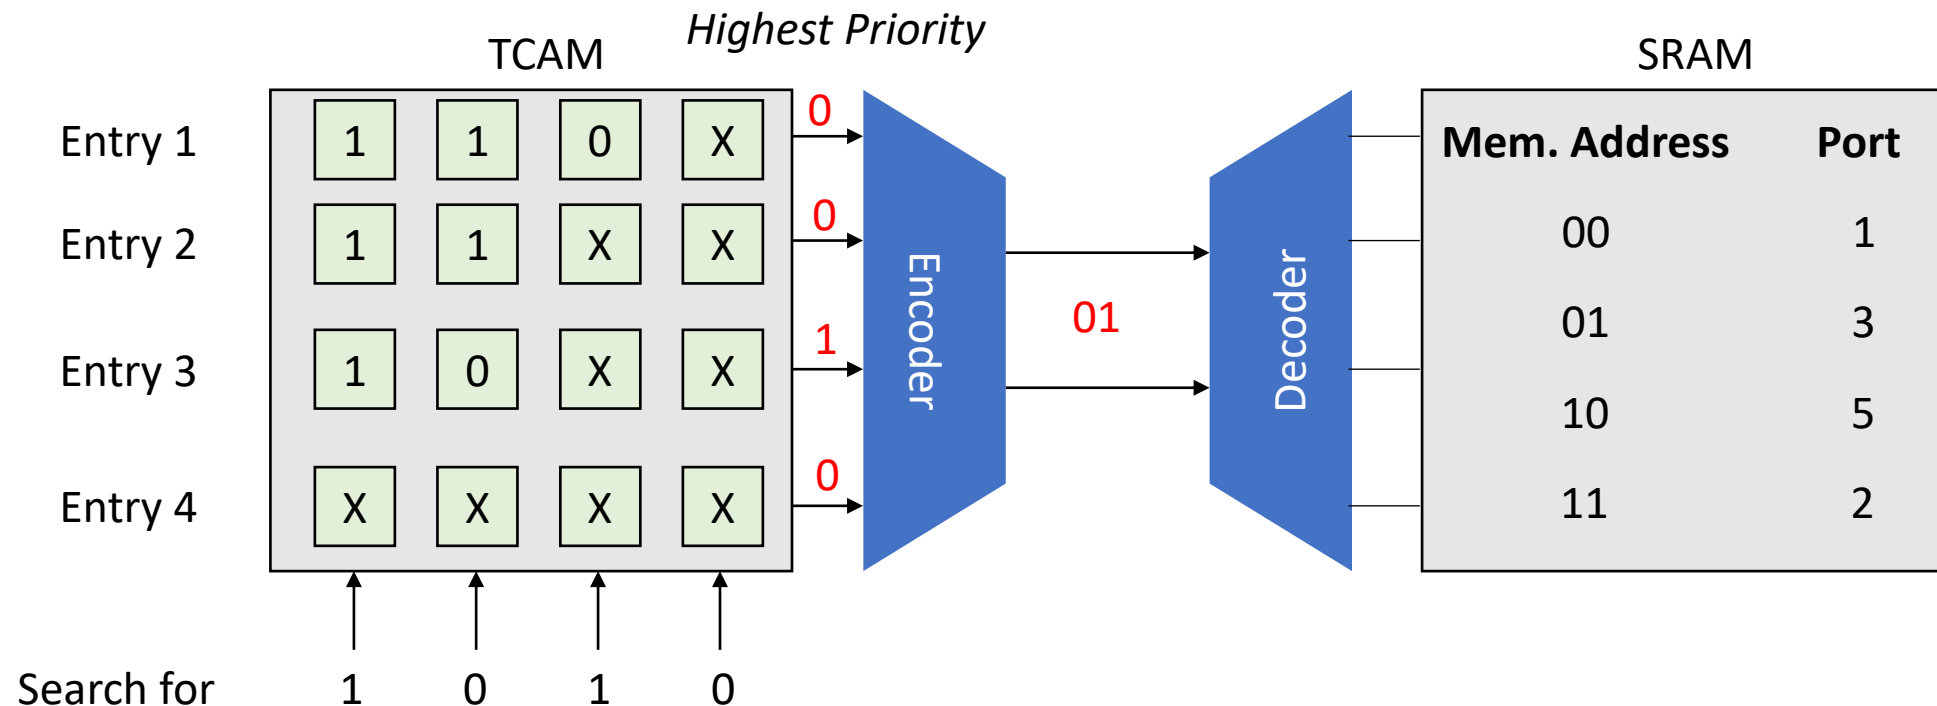 Highest Priority
TCAM
SRAM
Entry 1 1 1 0 X 0
Entry 2 1 1 X X 0
Entry 3 1 0 X X 1
Entry 4 X X X X 0
Encoder
01
Decoder
Mem. Address Port
00 1
01 3
10 5
11 2
Search for 1 0 1 0